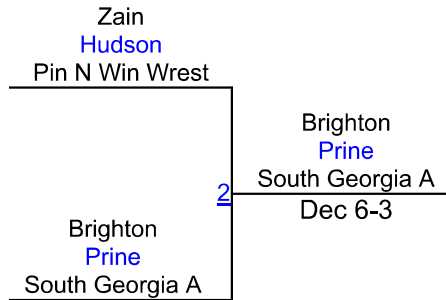 Zain
Hudson
Pin N Win Wrest
Brighton
Prine
South Georgia A
2
Dec 6-3
Brighton
Prine
South Georgia A